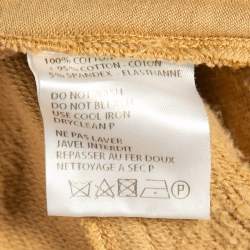 100% COTTON
+ 95% COTTON - COTON
5% SPANDEX - ELASTHANNE
DO NOT WASH
DO NOT BLEACH
USE COOL IRON
DRYCLEAN P
NE PAS LAVER
JAVEL INTERDIT
REPASSER AU FER DOUX
NETTOYAGE A SEC P
P